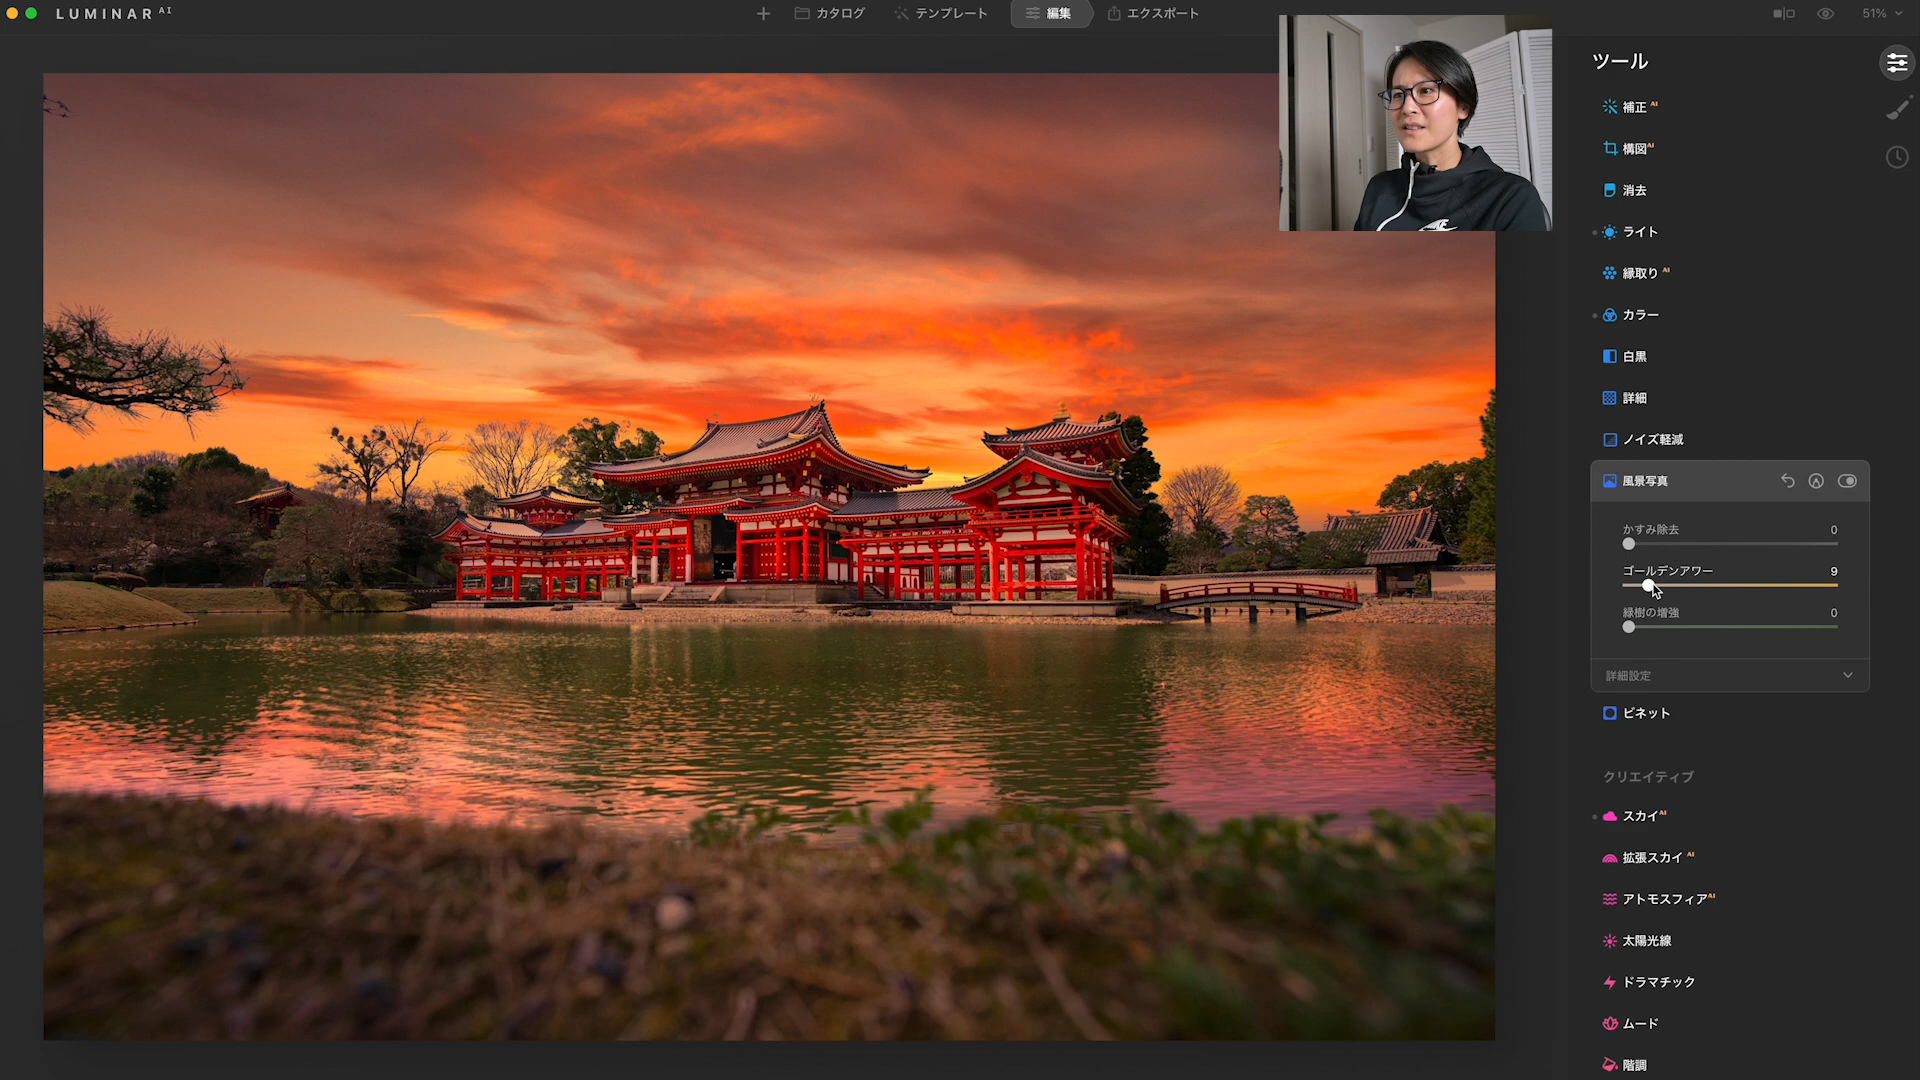 LUMINAR AI
カタログ
テンプレート
編集
エクスポート
51%
ツール
補正 AI
構図AI
消去
ライト
縁取り AI
カラー
白黒
詳細
ノイズ軽減
風景写真
かすみ除去 0
ゴールデンアワー 9
緑樹の増強 0
詳細設定
ビネット
クリエイティブ
スカイAI
拡張スカイ AI
アトモスフィアAI
太陽光線
ドラマチック
ムード
階調